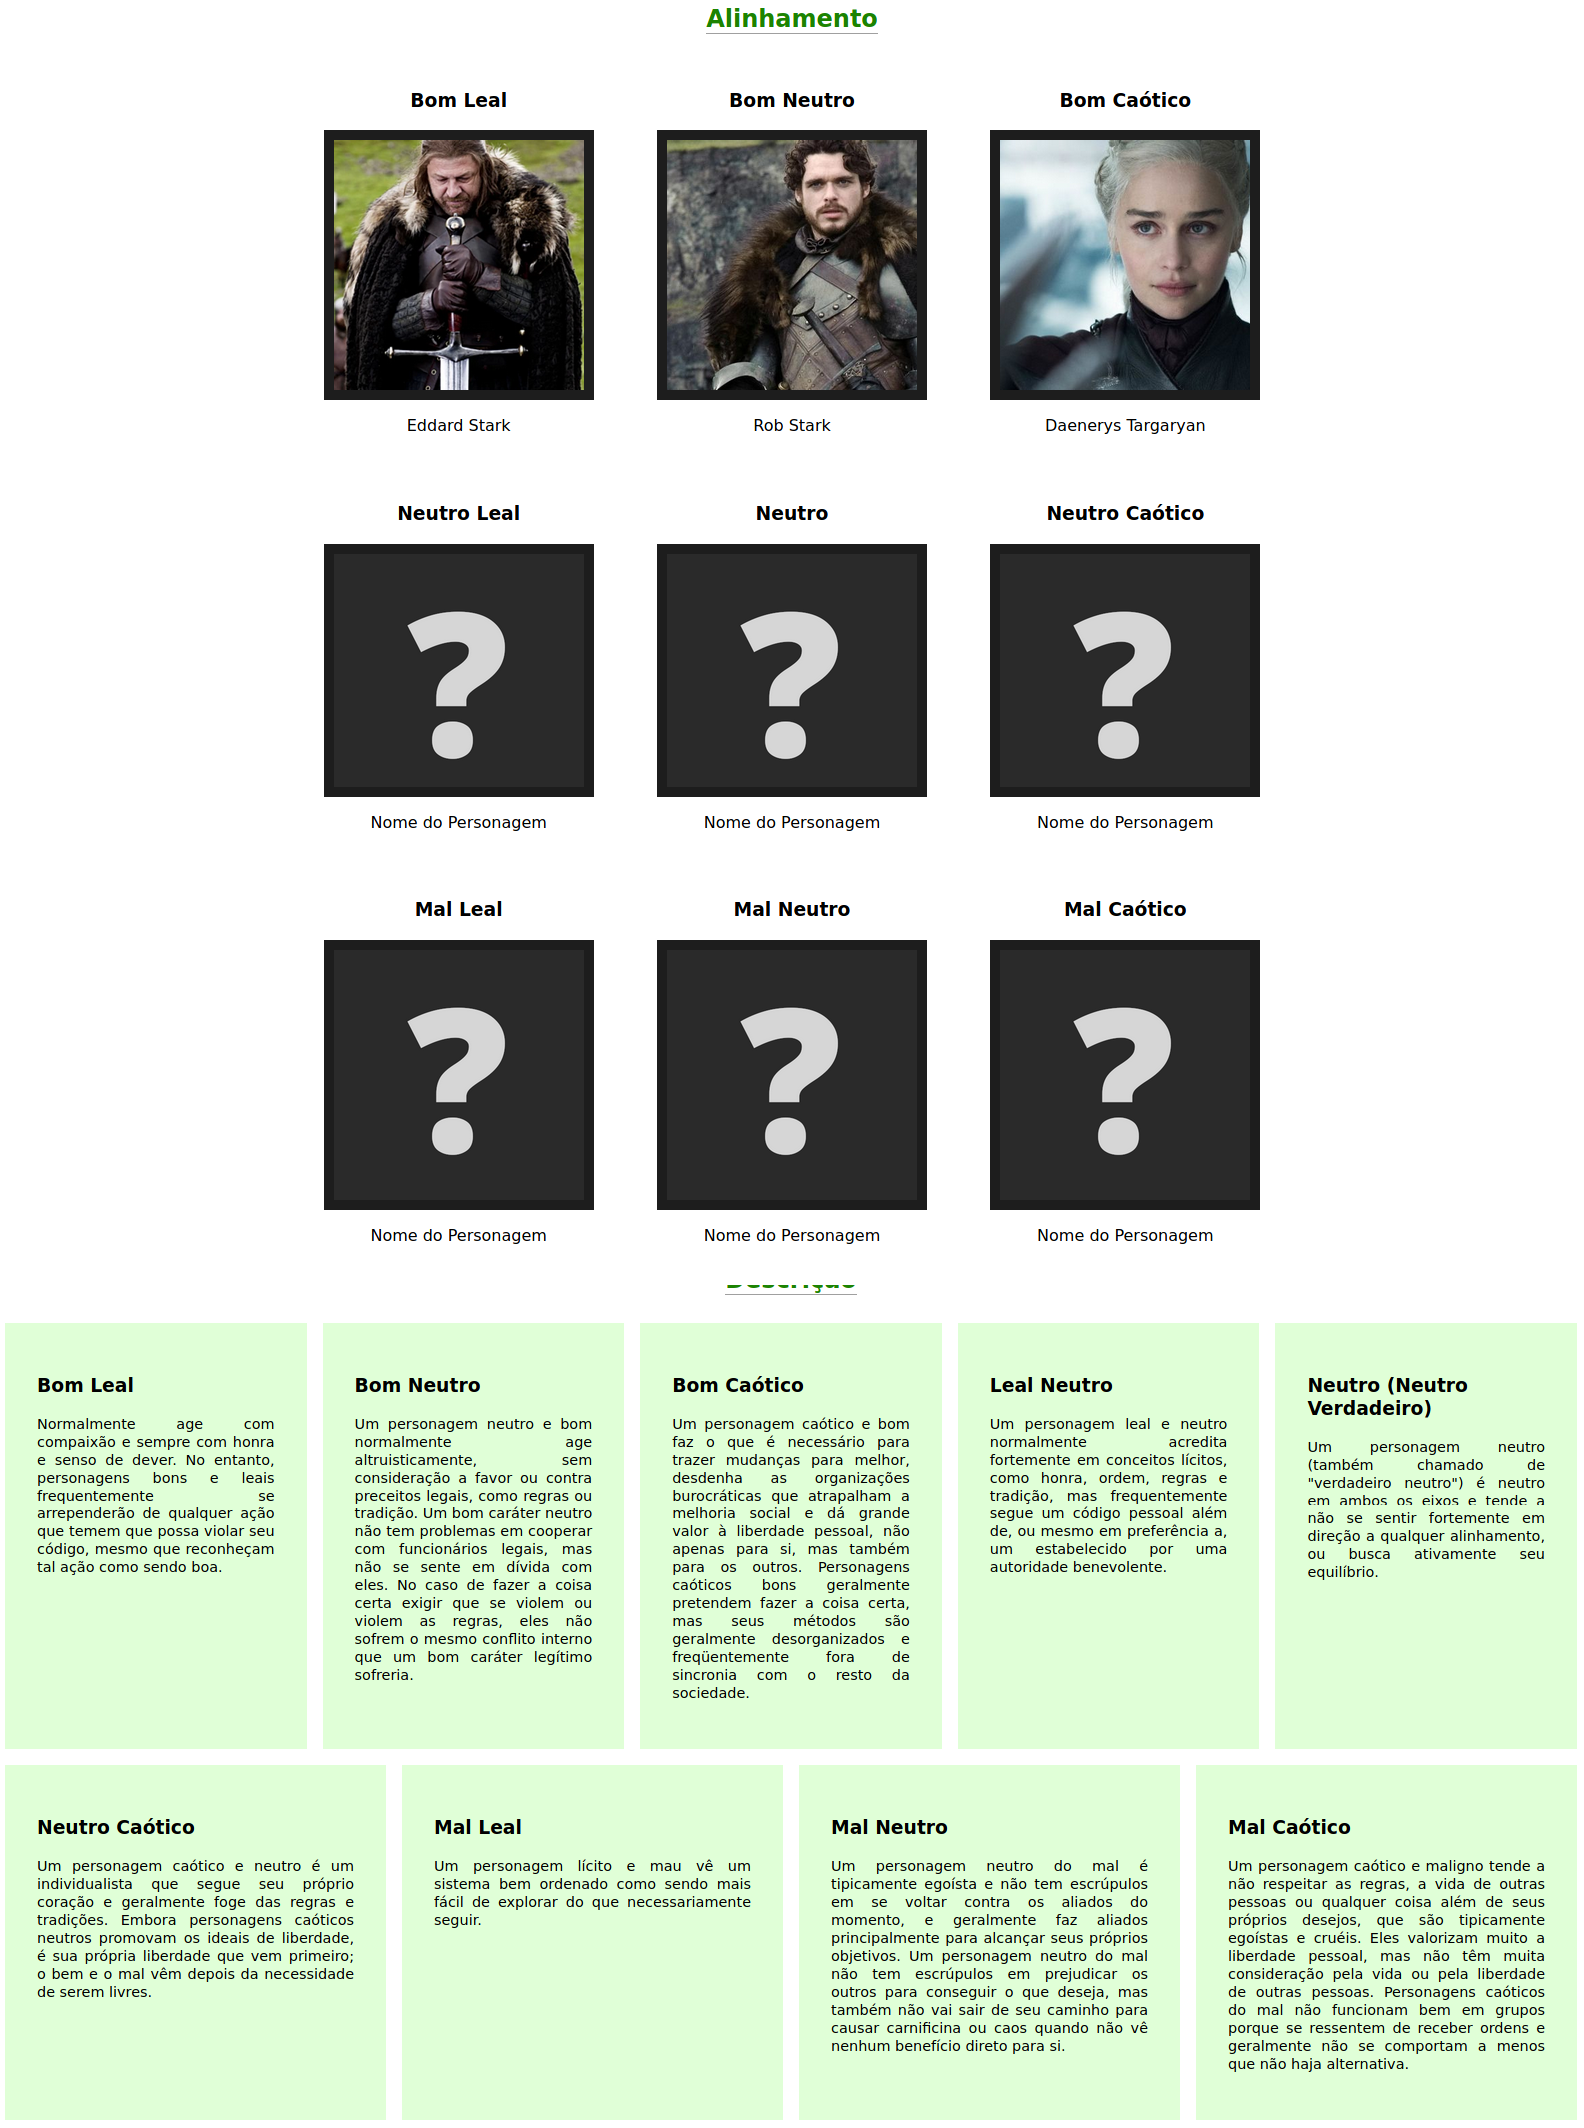 Alinhamento
Bom Leal
Bom Neutro
Bom Caótico
Eddard Stark
Rob Stark
Daenerys Targaryan
Neutro Leal
Neutro
Neutro Caótico
?
?
?
Nome do Personagem
Nome do Personagem
Nome do Personagem
Mal Leal
Mal Neutro
Mal Caótico
?
?
?
Nome do Personagem
Nome do Personagem
Nome do Personagem
Descrição
Bom Leal
Normalmente age com
compaixão e sempre com honra
e senso de dever. No entanto,
personagens bons e leais
frequentemente se
arrependerão de qualquer ação
que temem que possa violar seu
código, mesmo que reconheçam
tal ação como sendo boa.
Bom Neutro
Um personagem neutro e bom
normalmente age
altruisticamente, sem
consideração a favor ou contra
preceitos legais, como regras ou
tradição. Um bom caráter neutro
não tem problemas em cooperar
com funcionários legais, mas
não se sente em dívida com
eles. No caso de fazer a coisa
certa exigir que se violem ou
violem as regras, eles não
sofrem o mesmo conflito interno
que um bom caráter legítimo
sofreria.
Bom Caótico
Um personagem caótico e bom
faz o que é necessário para
trazer mudanças para melhor,
desdenha as organizações
burocráticas que atrapalham a
melhoria social e dá grande
valor à liberdade pessoal, não
apenas para si, mas também
para os outros. Personagens
caóticos bons geralmente
pretendem fazer a coisa certa,
mas seus métodos são
geralmente desorganizados e
freqüentemente fora de
sincronia com o resto da
sociedade.
Leal Neutro
Um personagem leal e neutro
normalmente acredita
fortemente em conceitos lícitos,
como honra, ordem, regras e
tradição, mas frequentemente
segue um código pessoal além
de, ou mesmo em preferência a,
um estabelecido por uma
autoridade benevolente.
Neutro (Neutro
Verdadeiro)
Um personagem neutro
(também chamado de
"verdadeiro neutro") é neutro
em ambos os eixos e tende a
não se sentir fortemente em
direção a qualquer alinhamento,
ou busca ativamente seu
equilíbrio.
Neutro Caótico
Um personagem caótico e neutro é um
individualista que segue seu próprio
coração e geralmente foge das regras e
tradições. Embora personagens caóticos
neutros promovam os ideais de liberdade,
é sua própria liberdade que vem primeiro;
o bem e o mal vêm depois da necessidade
de serem livres.
Mal Leal
Um personagem lícito e mau vê um
sistema bem ordenado como sendo mais
fácil de explorar do que necessariamente
seguir.
Mal Neutro
Um personagem neutro do mal é
tipicamente egoísta e não tem escrúpulos
em se voltar contra os aliados do
momento, e geralmente faz aliados
principalmente para alcançar seus próprios
objetivos. Um personagem neutro do mal
não tem escrúpulos em prejudicar os
outros para conseguir o que deseja, mas
também não vai sair de seu caminho para
causar carnificina ou caos quando não vê
nenhum benefício direto para si.
Mal Caótico
Um personagem caótico e maligno tende a
não respeitar as regras, a vida de outras
pessoas ou qualquer coisa além de seus
próprios desejos, que são tipicamente
egoístas e cruéis. Eles valorizam muito a
liberdade pessoal, mas não têm muita
consideração pela vida ou pela liberdade
de outras pessoas. Personagens caóticos
do mal não funcionam bem em grupos
porque se ressentem de receber ordens e
geralmente não se comportam a menos
que não haja alternativa.